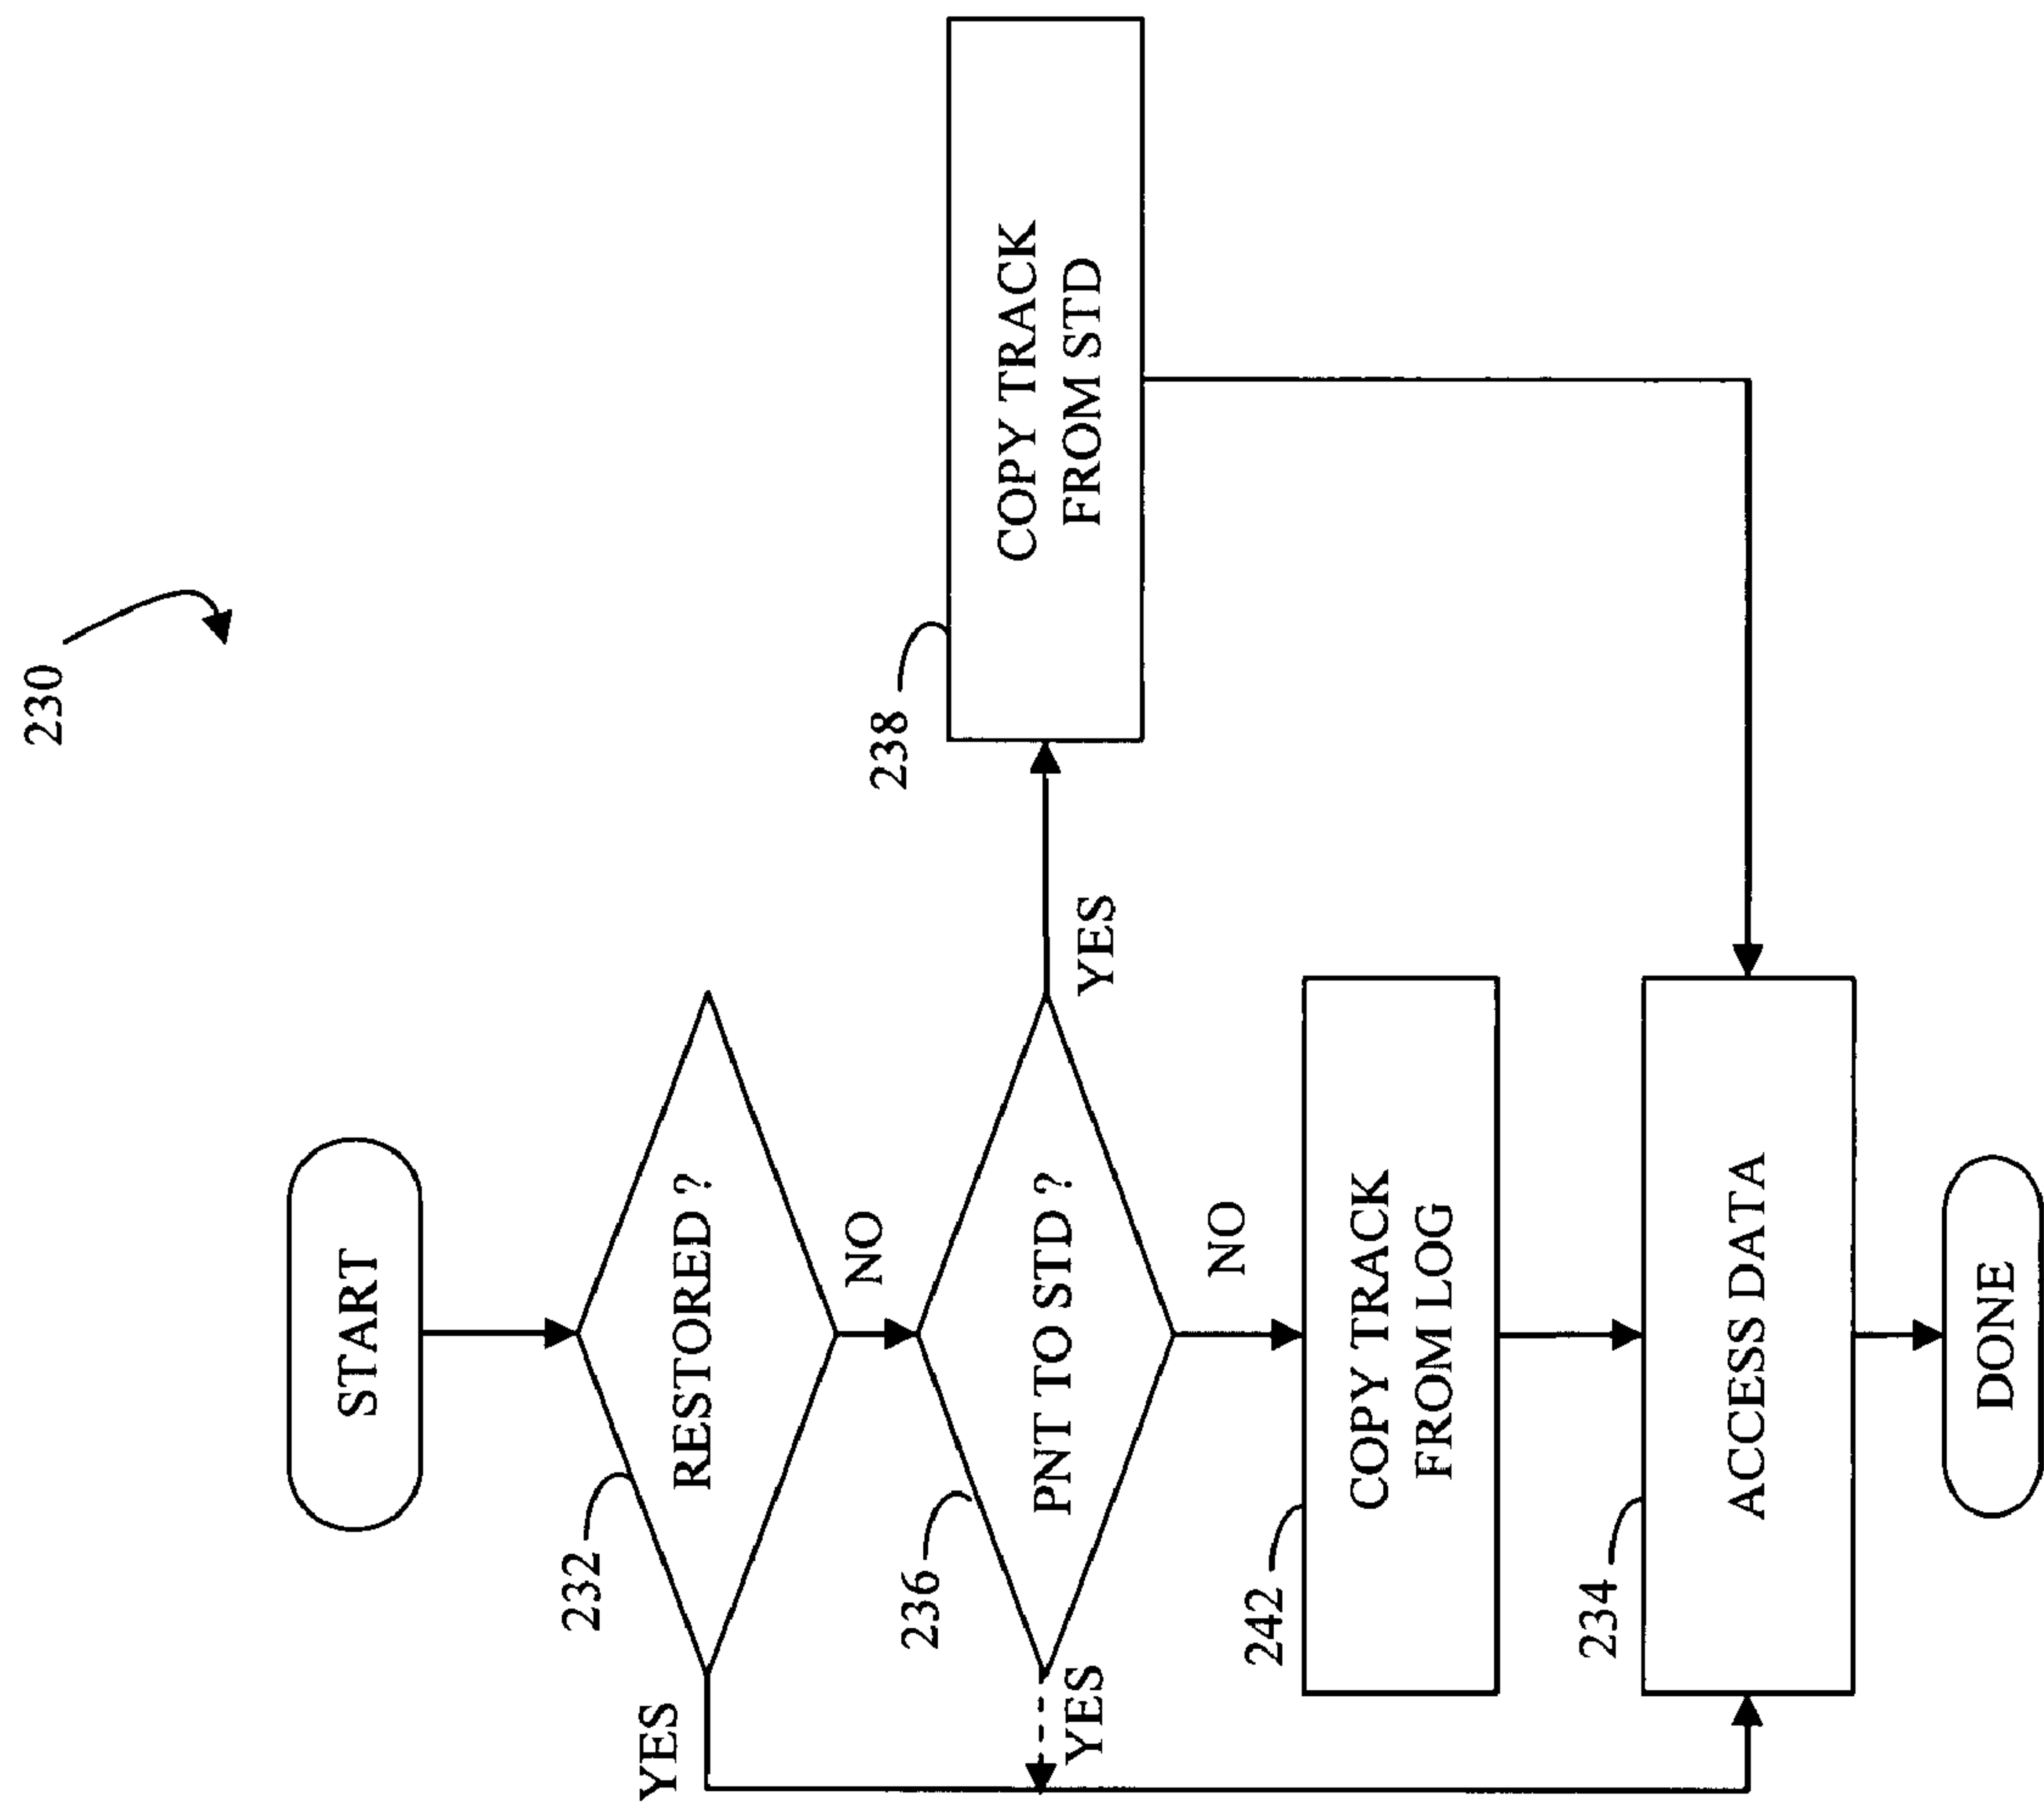 230
START
232
RESTORED ?
YES
NO
236
PNT TO STD ?
YES
YES
238
COPY TRACK
FROM STD
NO
242
COPY TRACK
FROM LOG
234
ACCESS DATA
DONE